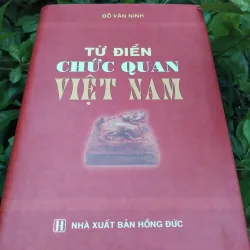 ĐỖ VĂN NINH
TỪ ĐIỂN
CHỨC QUAN
VIỆT NAM
H NHÀ XUẤT BẢN HỒNG ĐỨC